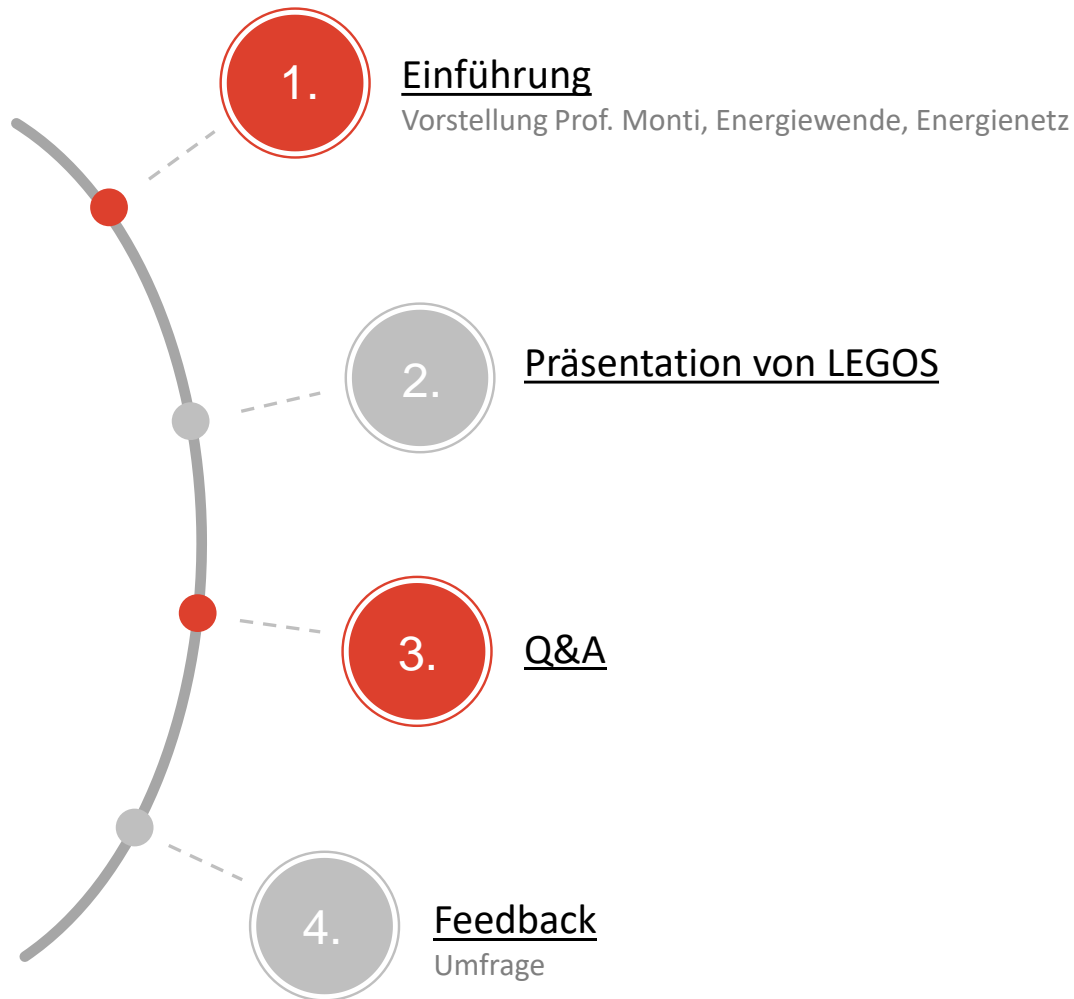 1.
Einführung
Vorstellung Prof. Monti, Energiewende, Energienetz
2.
Präsentation von LEGOS
3.
Q&A
4.
Feedback
Umfrage